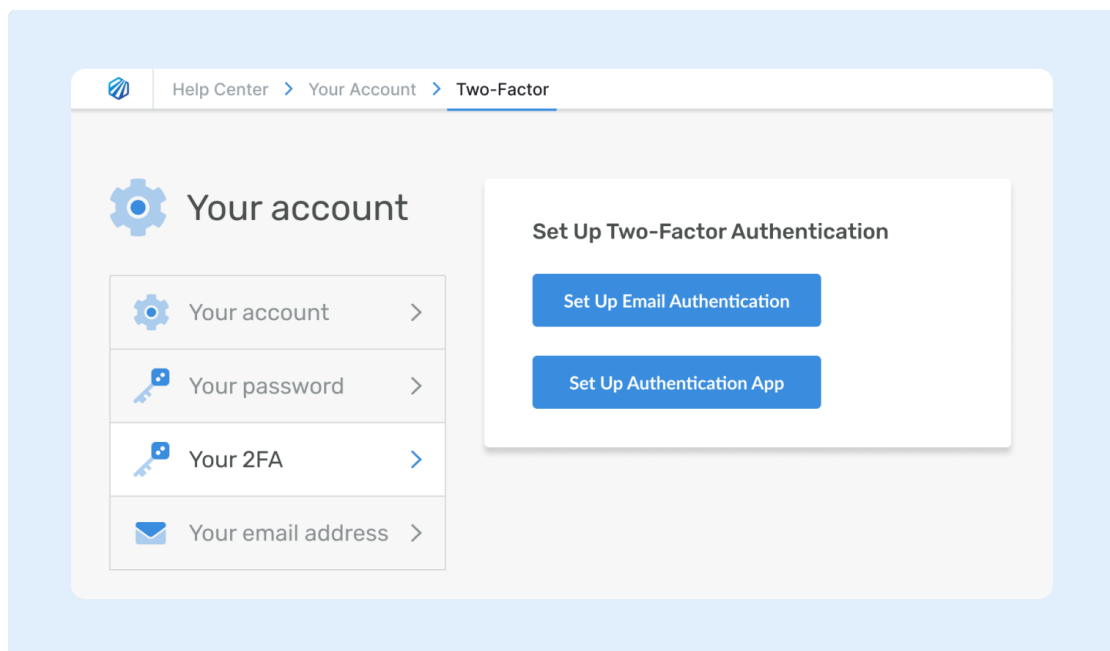 Help Center > Your Account > Two-Factor
Your account
Your account
Your password
Your 2FA
Your email address
Set Up Two-Factor Authentication
Set Up Email Authentication
Set Up Authentication App